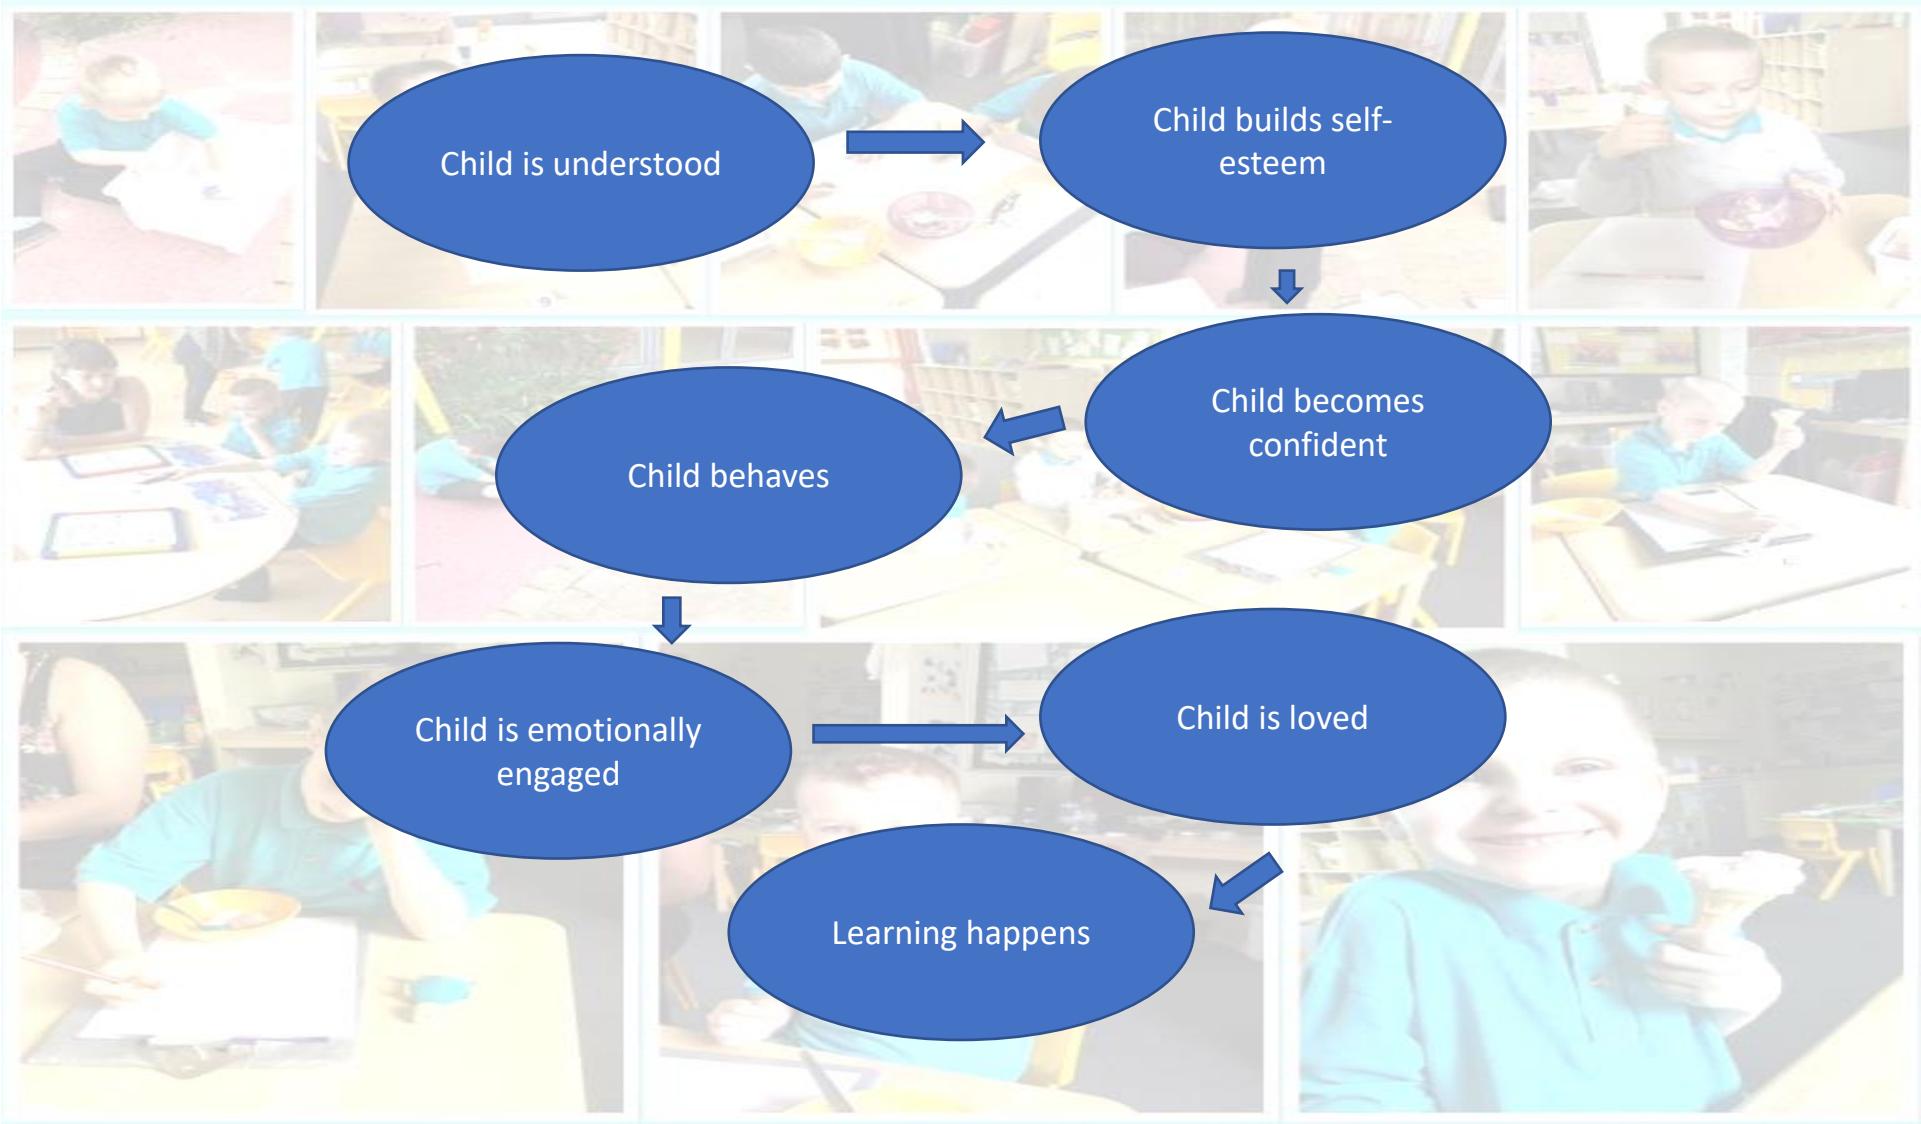 Child is understood
Child builds self-
esteem
Child becomes
confident
Child behaves
Child is emotionally
engaged
Child is loved
Learning happens